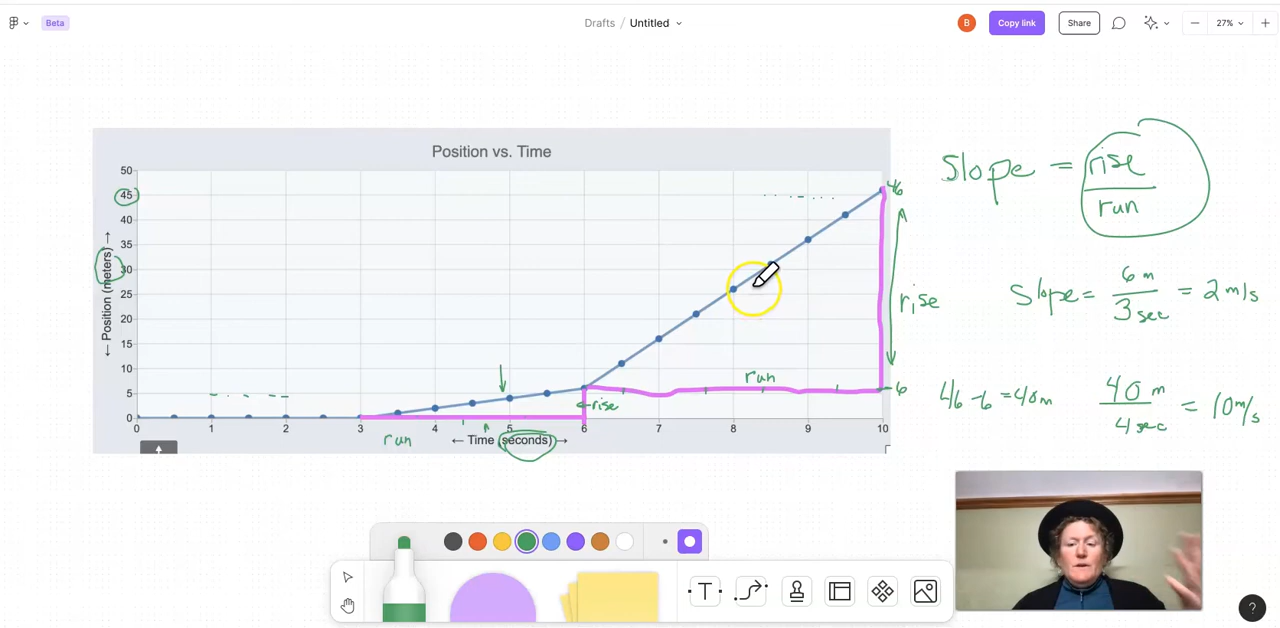 Beta
Drafts / Untitled
B
Copy link
Share
27%
Position vs. Time
50
45
40
35
30
25
20
15
10
5
0
← Position (meters) →
0 1 2 3 4 5 6 7 8 9 10
← Time (seconds) →
run
rise
run
46
rise
6
Slope = rise
run
Slope = 6 m
3 sec
= 2 m/s
46 - 6 = 40m
40 m
4 sec
= 10 m/s
T
?